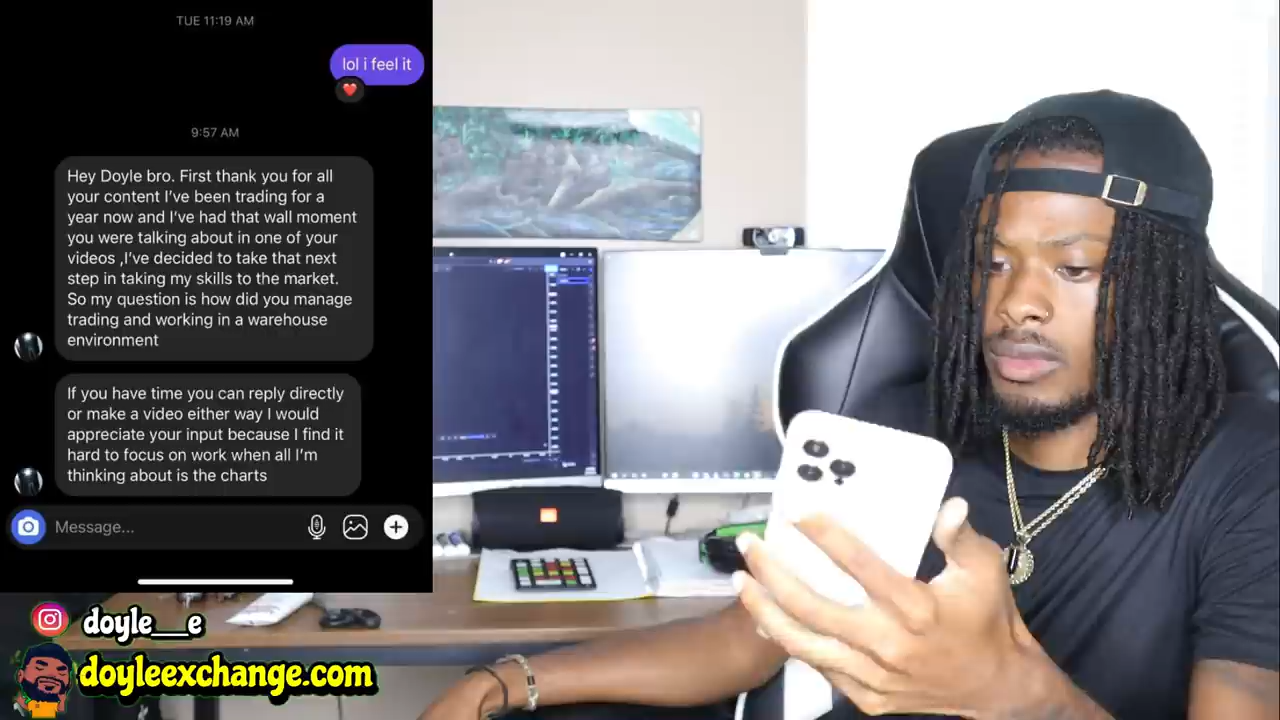 TUE 11:19 AM
lol i feel it
9:57 AM
Hey Doyle bro. First thank you for all
your content I've been trading for a
year now and I've had that wall moment
you were talking about in one of your
videos ,I've decided to take that next
step in taking my skills to the market.
So my question is how did you manage
trading and working in a warehouse
environment
If you have time you can reply directly
or make a video either way I would
appreciate your input because I find it
hard to focus on work when all I'm
thinking about is the charts
Message...
doyle__e
doyleexchange.com